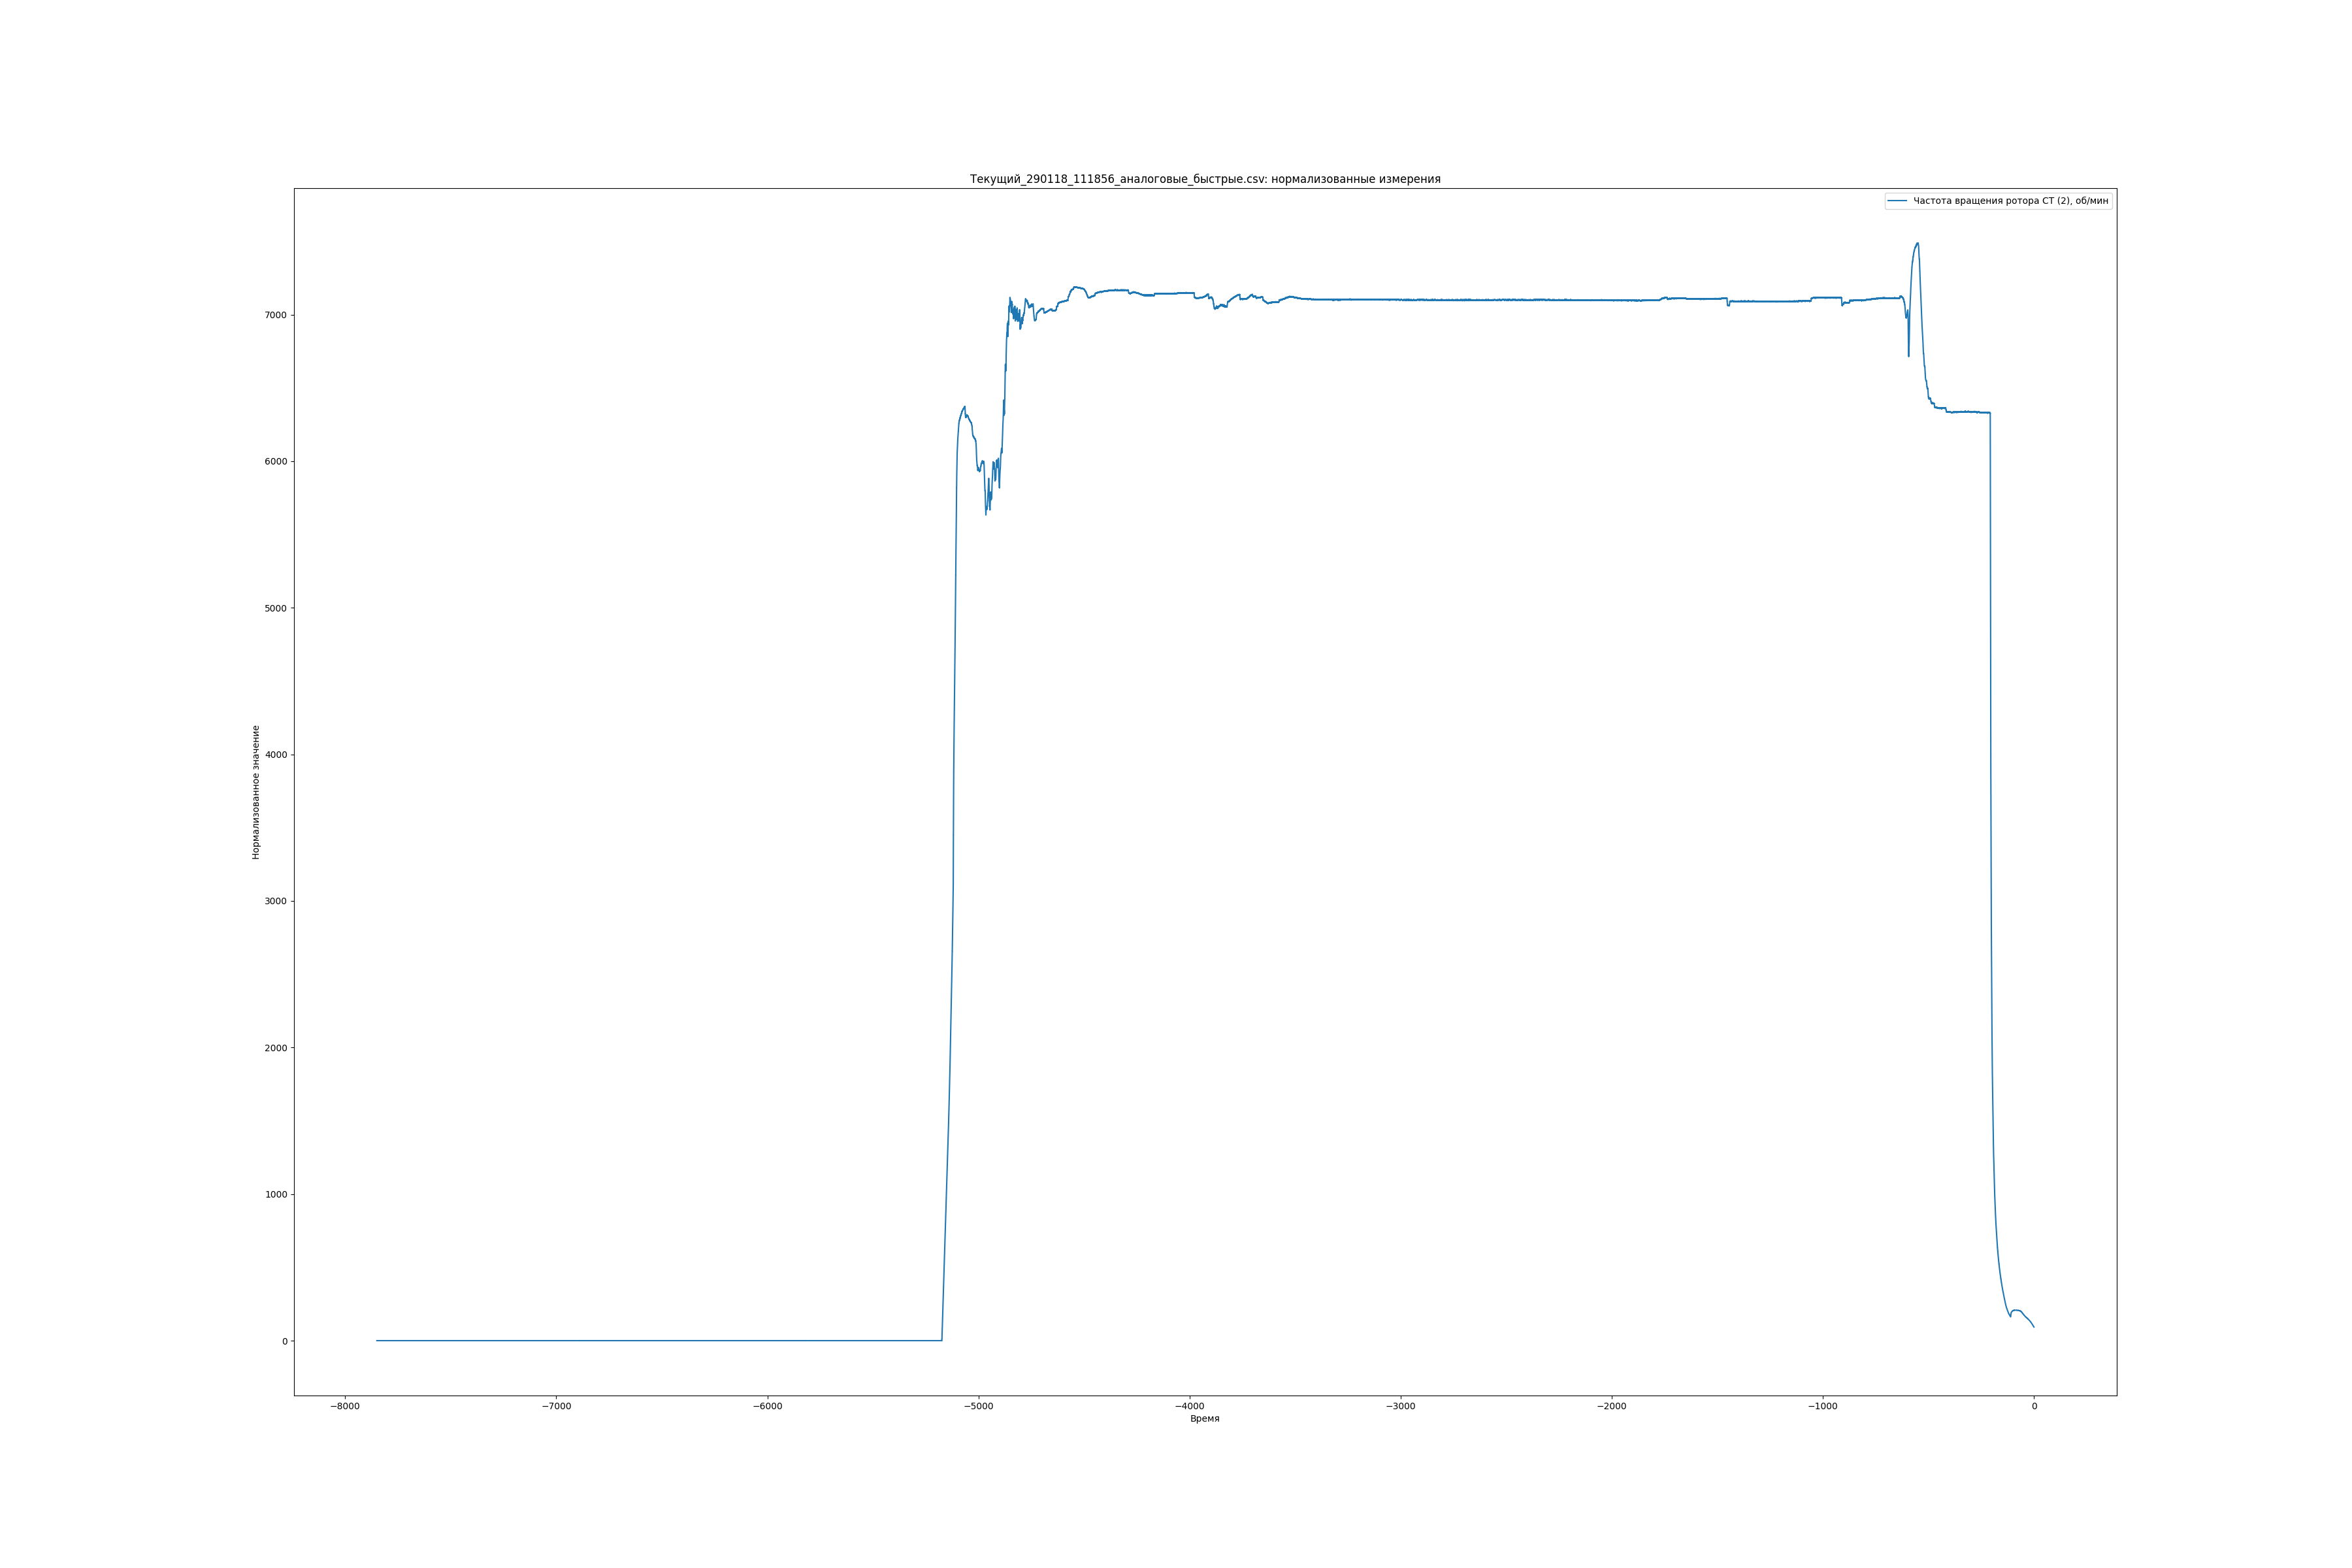 Текущий_290118_111856_аналоговые_быстрые.csv: нормализованные измерения
Частота вращения ротора СТ (2), об/мин
Нормализованное значение
7000
6000
5000
4000
3000
2000
1000
0
−8000 −7000 −6000 −5000 −4000 −3000 −2000 −1000 0
Время